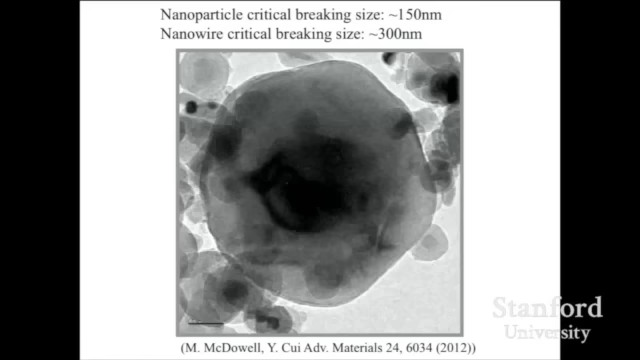 Nanoparticle critical breaking size: ~150nm
Nanowire critical breaking size: ~300nm
(M. McDowell, Y. Cui Adv. Materials 24, 6034 (2012))
Stanford
University